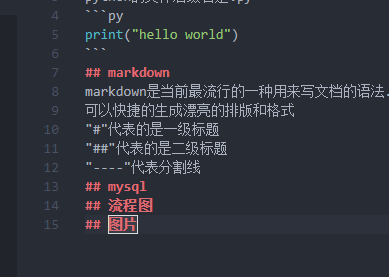 4 ```py
5 print("hello world")
6 ```
7 ## markdown
8 markdown是当前最流行的一种用来写文档的语法.
9 可以快捷的生成漂亮的排版和格式
10 "#"代表的是一级标题
11 "##"代表的是二级标题
12 "----"代表分割线
13 ## mysql
14 ## 流程图
15 ## 图片